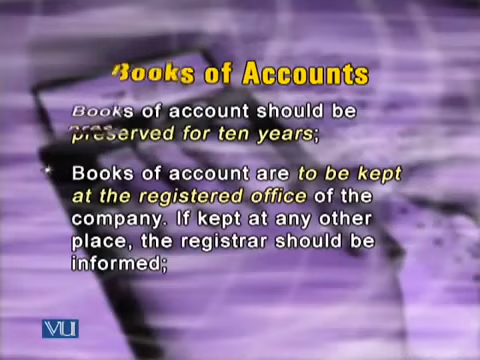 Books of Accounts
Books of account should be
preserved for ten years;
Books of account are to be kept
at the registered office of the
company. If kept at any other
place, the registrar should be
informed;
VU